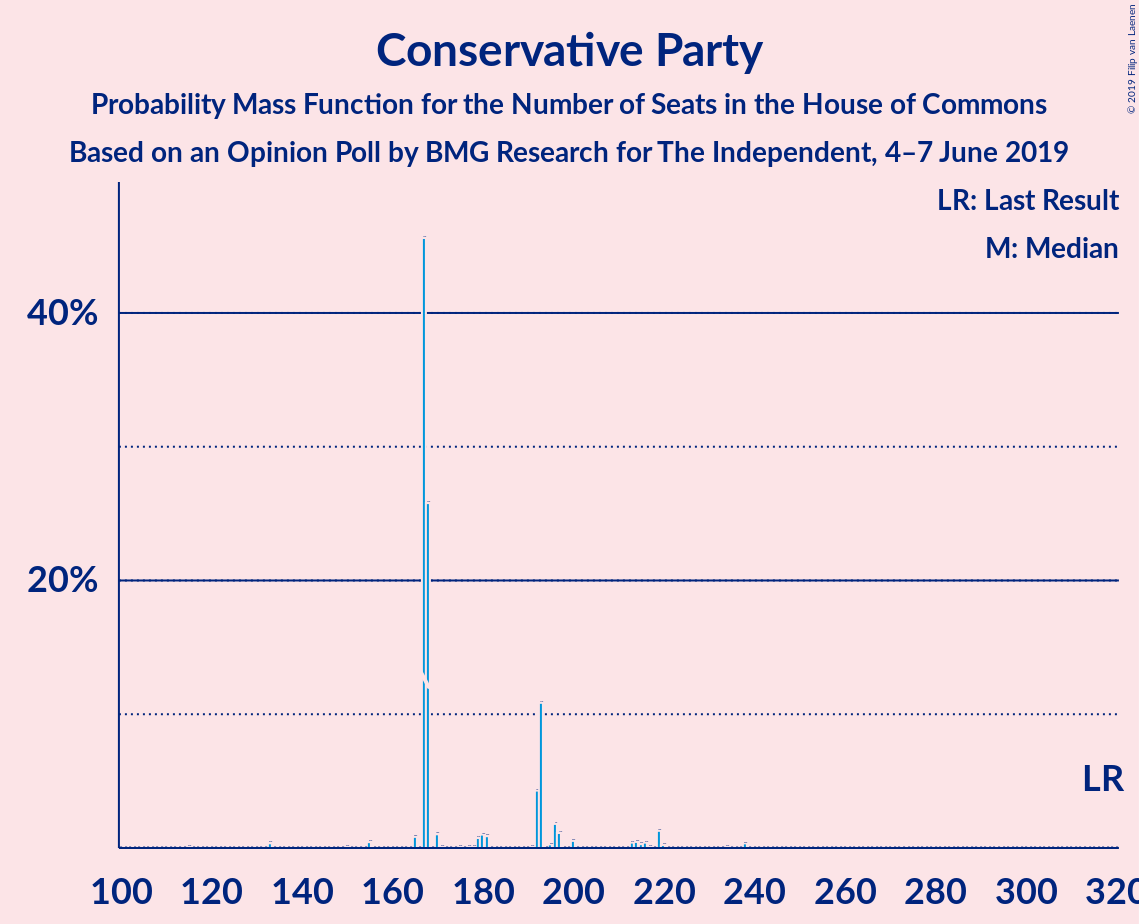 Conservative Party
Probability Mass Function for the Number of Seats in the House of Commons
Based on an Opinion Poll by BMG Research for The Independent, 4–7 June 2019
© 2019 Filip van Laenen
LR: Last Result
M: Median
40%
20%
LR
100 120 140 160 180 200 220 240 260 280 300 320